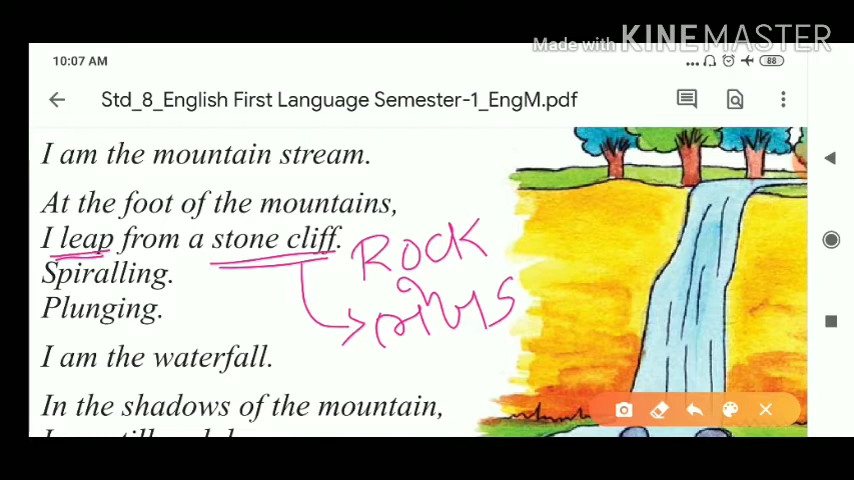 Made with KINEMASTER
10:07 AM
88
Std_8_English First Language Semester-1_EngM.pdf
I am the mountain stream.
At the foot of the mountains,
I leap from a stone cliff.
ROCK
Spiralling.
Plunging.
I am the waterfall.
In the shadows of the mountain,